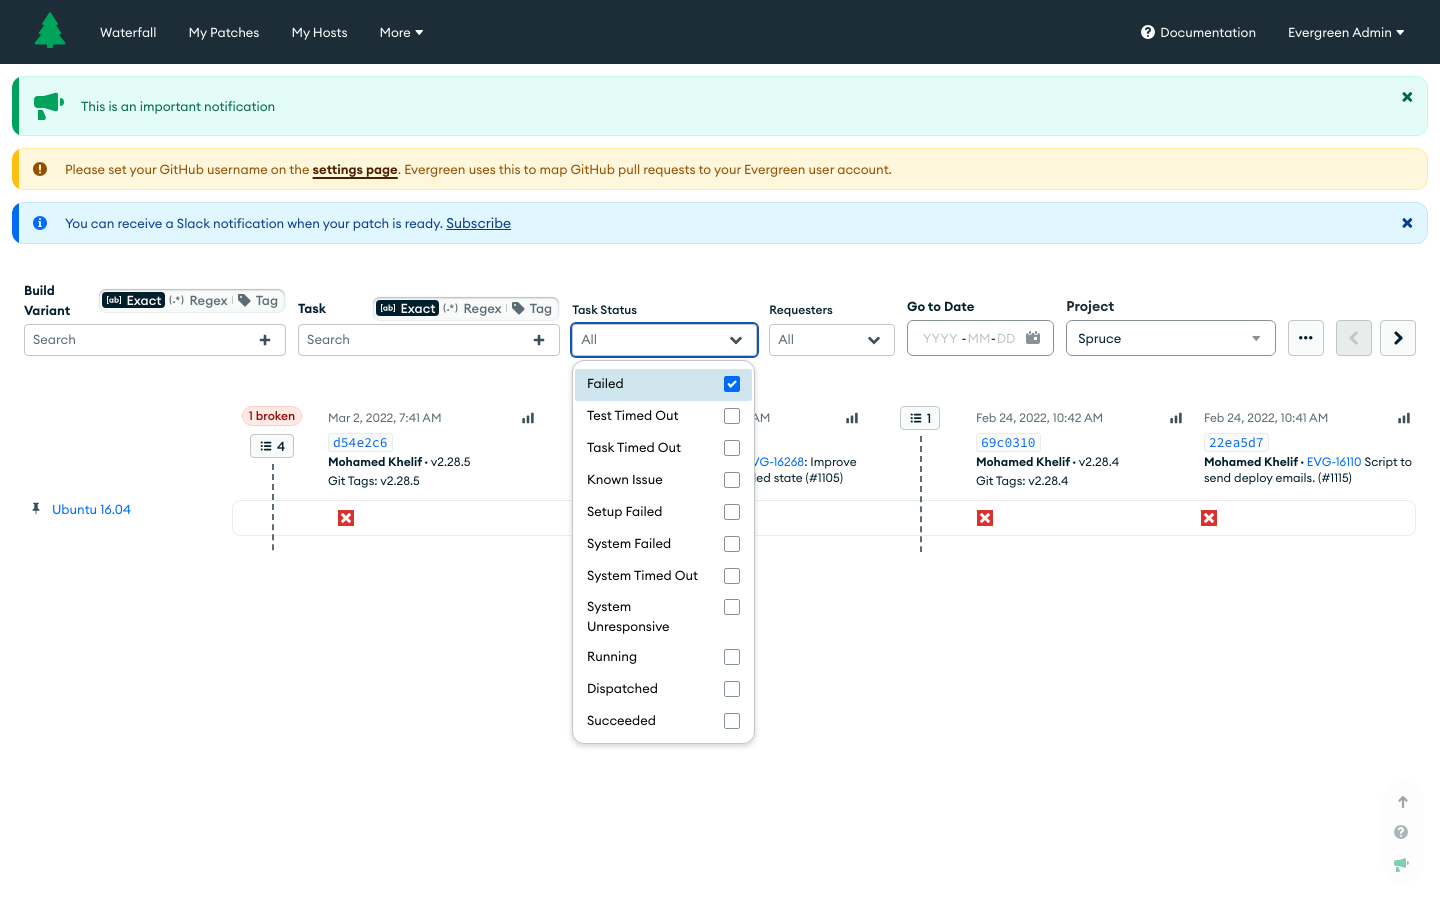 Waterfall My Patches My Hosts More Documentation Evergreen Admin
This is an important notification
Please set your GitHub username on the settings page. Evergreen uses this to map GitHub pull requests to your Evergreen user account.
You can receive a Slack notification when your patch is ready. Subscribe
Build Variant
[ab] Exact (.*) Regex Tag
Search
Task
[ab] Exact (.*) Regex Tag
Search
Task Status
All
Requesters
All
Go to Date
YYYY -MM-DD
Project
Spruce
Failed
Test Timed Out
Task Timed Out
Known Issue
Setup Failed
System Failed
System Timed Out
System
Unresponsive
Running
Dispatched
Succeeded
1 broken
4
Mar 2, 2022, 7:41 AM
d54e2c6
Mohamed Khelif • v2.28.5
Git Tags: v2.28.5
AM
VG-16268: Improve
ed state (#1105)
1
Feb 24, 2022, 10:42 AM
69c0310
Mohamed Khelif • v2.28.4
Git Tags: v2.28.4
Feb 24, 2022, 10:41 AM
22ea5d7
Mohamed Khelif • EVG-16110 Script to
send deploy emails. (#1115)
Ubuntu 16.04